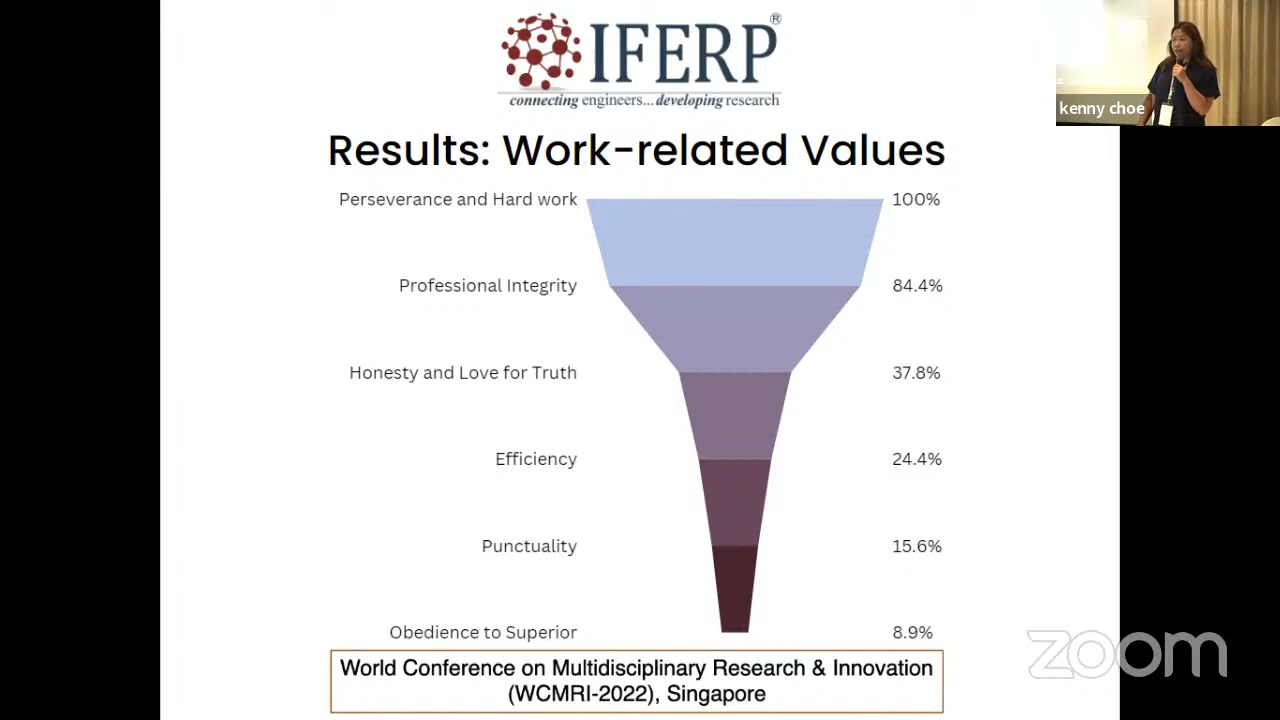 IFERP®
connecting engineers... developing research
kenny choe
Results: Work-related Values
Perseverance and Hard work 100%
Professional Integrity 84.4%
Honesty and Love for Truth 37.8%
Efficiency 24.4%
Punctuality 15.6%
Obedience to Superior 8.9%
World Conference on Multidisciplinary Research & Innovation
(WCMRI-2022), Singapore
zoom